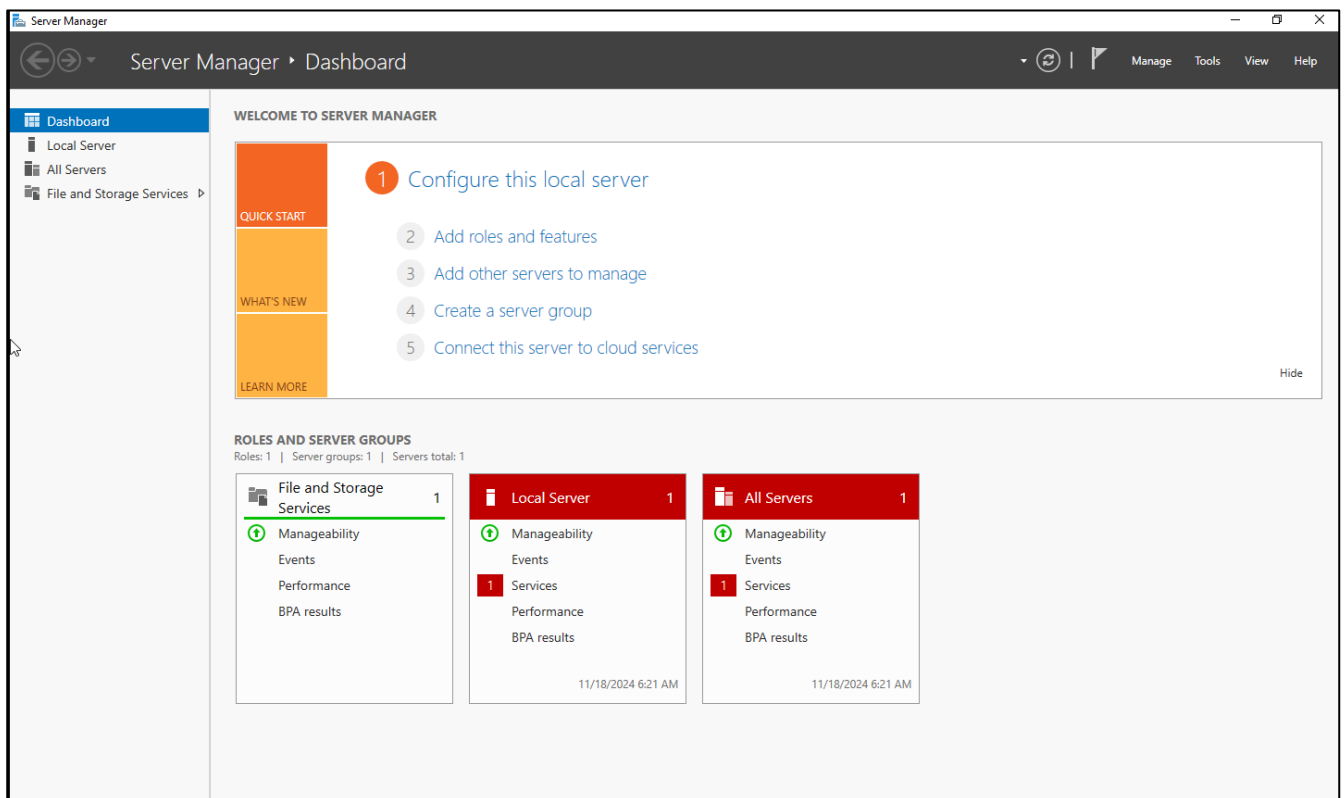 Server Manager
Server Manager ‣ Dashboard
Manage Tools View Help
Dashboard
Local Server
All Servers
File and Storage Services
WELCOME TO SERVER MANAGER
QUICK START
WHAT'S NEW
LEARN MORE
1 Configure this local server
2 Add roles and features
3 Add other servers to manage
4 Create a server group
5 Connect this server to cloud services
Hide
ROLES AND SERVER GROUPS
Roles: 1 | Server groups: 1 | Servers total: 1
File and Storage
Services
1
Manageability
Events
Performance
BPA results
Local Server 1
Manageability
Events
1 Services
Performance
BPA results
11/18/2024 6:21 AM
All Servers 1
Manageability
Events
1 Services
Performance
BPA results
11/18/2024 6:21 AM